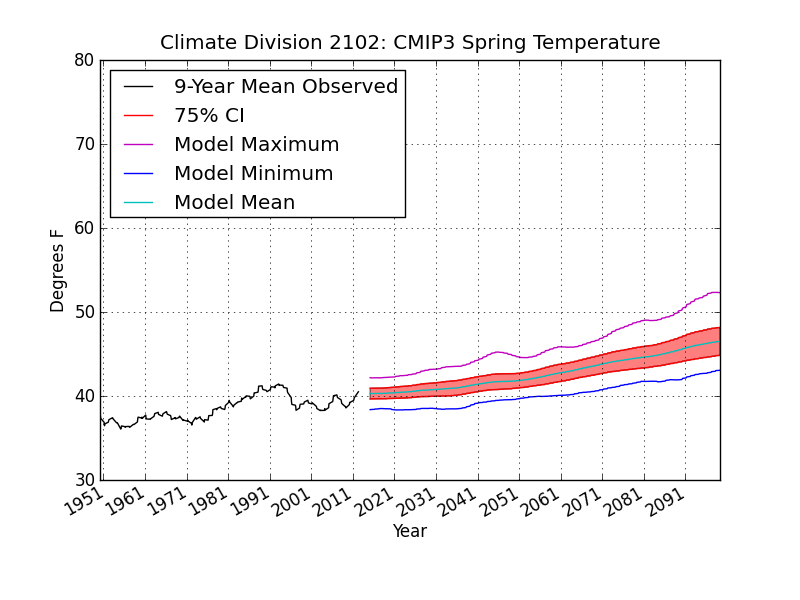 Climate Division 2102: CMIP3 Spring Temperature
80
70
60
50
40
30
Degrees F
9-Year Mean Observed
75% CI
Model Maximum
Model Minimum
Model Mean
1951 1961 1971 1981 1991 2001 2011 2021 2031 2041 2051 2061 2071 2081 2091
Year